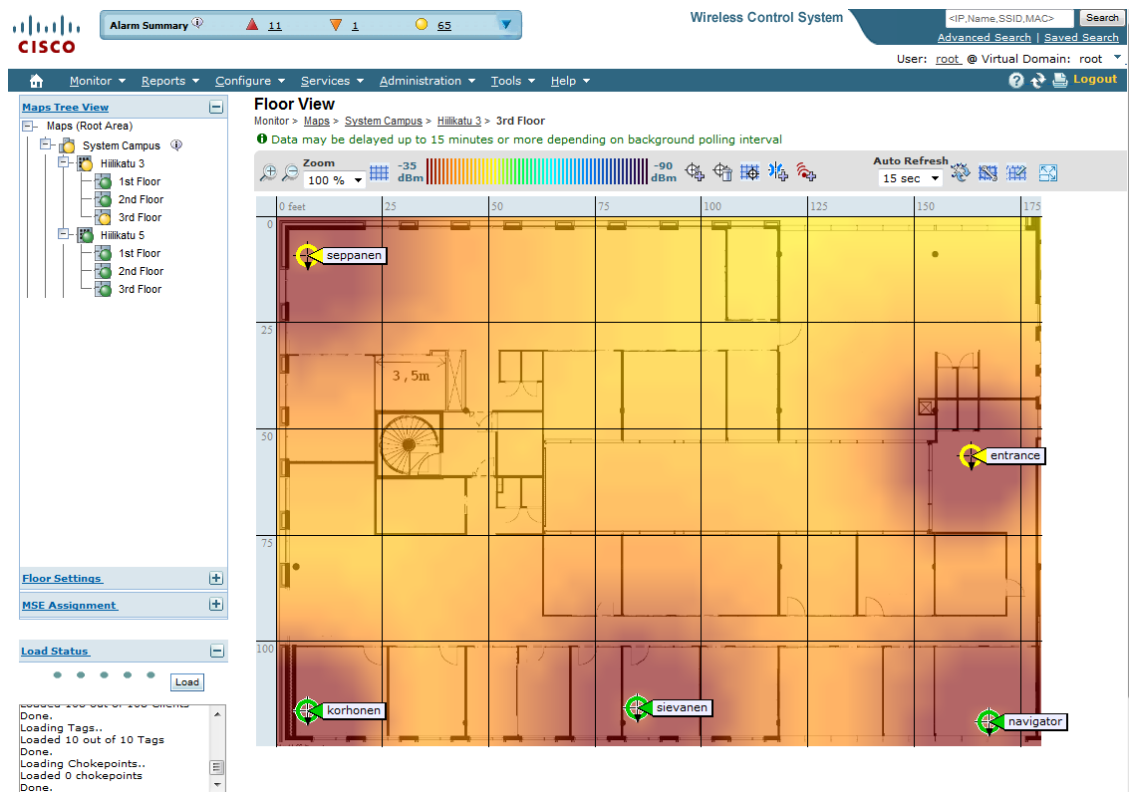 CISCO
Alarm Summary 11 1 65
Wireless Control System
<IP,Name,SSID,MAC> Search
Advanced Search | Saved Search
User: root @ Virtual Domain: root
Monitor Reports Configure Services Administration Tools Help Logout
Maps Tree View
Maps (Root Area)
System Campus
Hiilikatu 3
1st Floor
2nd Floor
3rd Floor
Hiilikatu 5
1st Floor
2nd Floor
3rd Floor
Floor Settings
MSE Assignment
Load Status
Load
Done.
Loading Tags..
Loaded 10 out of 10 Tags
Done.
Loading Chokepoints..
Loaded 0 chokepoints
Done.
Floor View
Monitor > Maps > System Campus > Hiilikatu 3 > 3rd Floor
Data may be delayed up to 15 minutes or more depending on background polling interval
Zoom
100 %
-35 dBm
-90 dBm
Auto Refresh
15 sec
0 feet 25 50 75 100 125 150 175
0
seppanen
25
3,5m
50
entrance
75
100
korhonen
sievanen
navigator